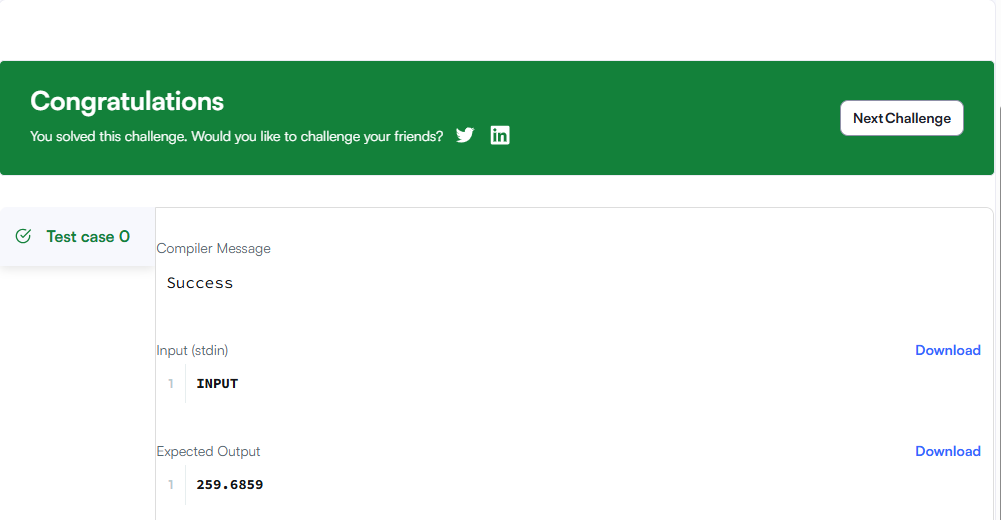 Congratulations
You solved this challenge. Would you like to challenge your friends?
Next Challenge
Test case 0
Compiler Message
Success
Input (stdin)
Download
1 INPUT
Expected Output
Download
1 259.6859